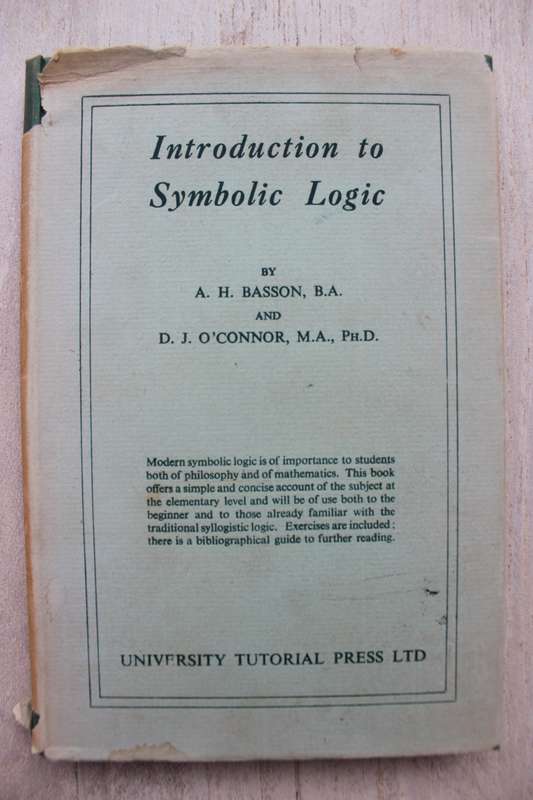 Introduction to
Symbolic Logic
BY
A. H. BASSON, B.A.
AND
D. J. O'CONNOR, M.A., PH.D.
Modern symbolic logic is of importance to students
both of philosophy and of mathematics. This book
offers a simple and concise account of the subject at
the elementary level and will be of use both to the
beginner and to those already familiar with the
traditional syllogistic logic. Exercises are included;
there is a bibliographical guide to further reading.
UNIVERSITY TUTORIAL PRESS LTD